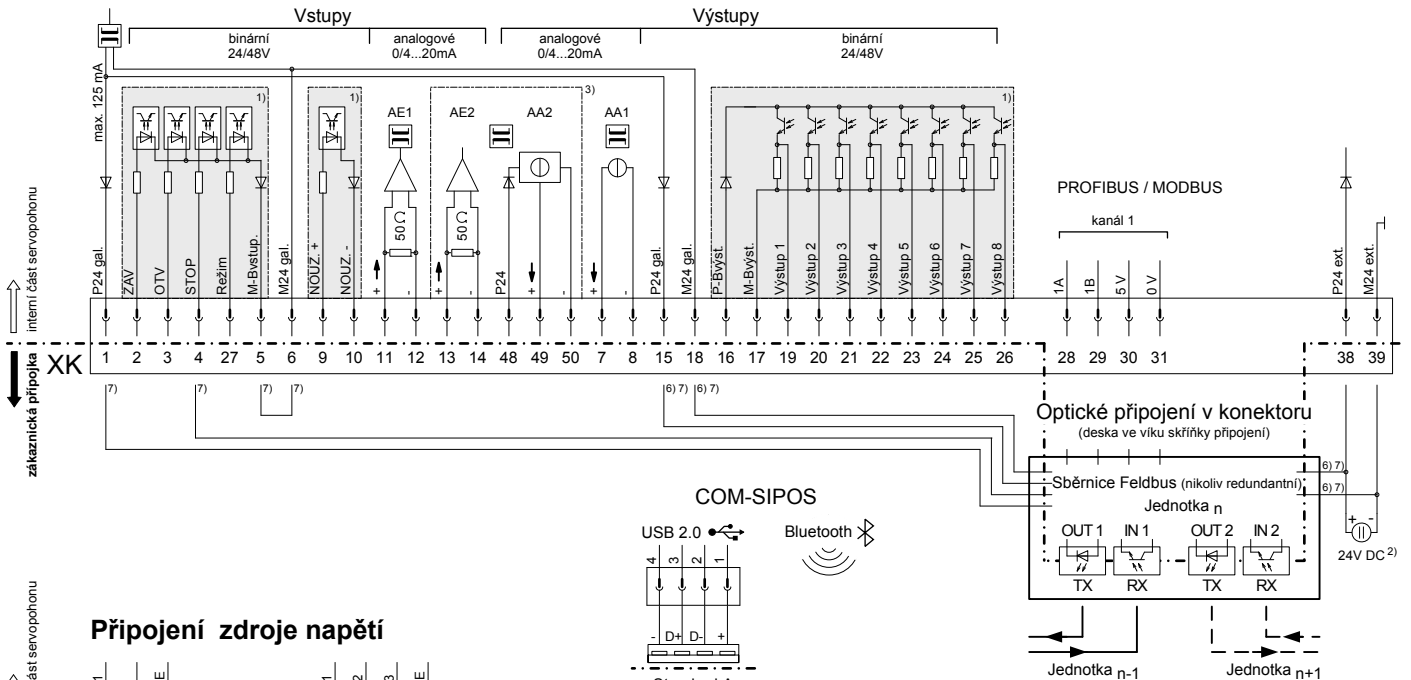 Vstupy
Výstupy
binární
24/48V
analogové
0/4...20mA
analogové
0/4...20mA
binární
24/48V
max. 125 mA
1)
1)
3)
1)
AE1
AE2
AA2
AA1
50 Ω
50 Ω
PROFIBUS / MODBUS
kanál 1
P24 gal.
ZAV
OTV
STOP
Režim
M-Bvstup.
M24 gal.
NOUZ. +
NOUZ. -
+
-
+
-
P24
+
-
+
-
P24 gal.
M24 gal.
P-Bvýst.
M-Bvýst.
Výstup 1
Výstup 2
Výstup 3
Výstup 4
Výstup 5
Výstup 6
Výstup 7
Výstup 8
1A
1B
5 V
0 V
P24 ext.
M24 ext.
interní část servopohonu
zákaznická přípojka
XK
1 2 3 4 27 5 6 9 10 11 12 13 14 48 49 50 7 8 15 18 16 17 19 20 21 22 23 24 25 26 28 29 30 31 38 39
7) 7) 7) 7) 6) 7) 6) 7)
Optické připojení v konektoru
(deska ve víku skříňky připojení)
Sběrnice Feldbus (nikoliv redundantní)
Jednotka n
6) 7)
6) 7)
OUT 1 IN 1 OUT 2 IN 2
TX RX TX RX
+ -
24V DC 2)
Jednotka n-1
Jednotka n+1
COM-SIPOS
USB 2.0
Bluetooth
4 3 2 1
- D+ D- +
Připojení zdroje napětí